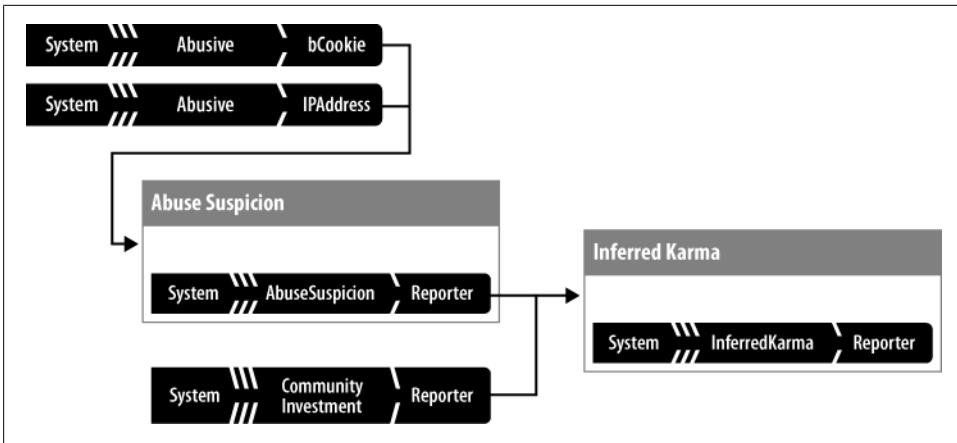 System Abusive bCookie
System Abusive IPAddress
Abuse Suspicion
System AbuseSuspicion Reporter
Inferred Karma
System InferredKarma Reporter
System Community Investment Reporter